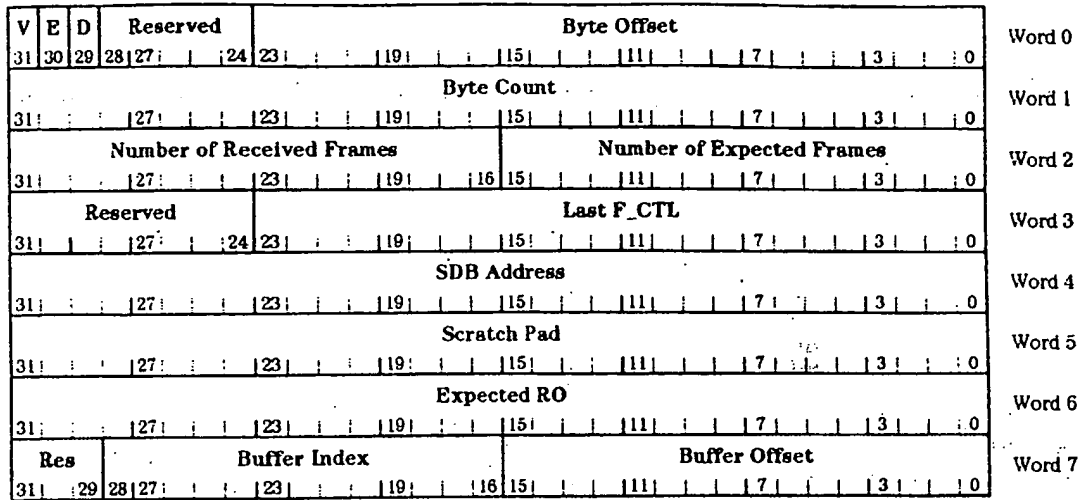 V E D Reserved Byte Offset Word 0
31 30 29 28 27 24 23 19 15 11 7 3 0
Byte Count Word 1
31 27 23 19 15 11 7 3 0
Number of Received Frames Number of Expected Frames Word 2
31 27 23 19 16 15 11 7 3 0
Reserved Last F_CTL Word 3
31 27 24 23 19 15 11 7 3 0
SDB Address Word 4
31 27 23 19 15 11 7 3 0
Scratch Pad Word 5
31 27 23 19 15 11 7 3 0
Expected RO Word 6
31 27 23 19 15 11 7 3 0
Res Buffer Index Buffer Offset Word 7
31 29 28 27 23 19 16 15 11 7 3 0